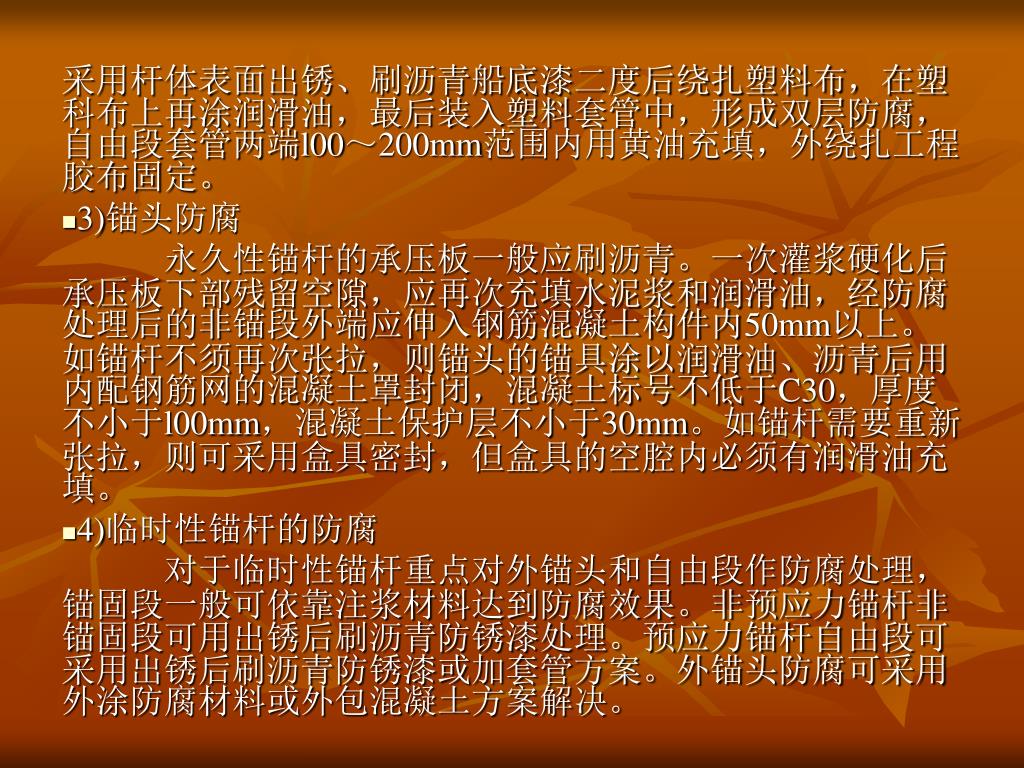 采用杆体表面出锈、刷沥青船底漆二度后绕扎塑料布，在塑
科布上再涂润滑油，最后装入塑料套管中，形成双层防腐，
自由段套管两端l00～200mm范围内用黄油充填，外绕扎工程
胶布固定。
■3)锚头防腐
永久性锚杆的承压板一般应刷沥青。一次灌浆硬化后
承压板下部残留空隙，应再次充填水泥浆和润滑油，经防腐
处理后的非锚段外端应伸入钢筋混凝土构件内50mm以上。
如锚杆不须再次张拉，则锚头的锚具涂以润滑油、沥青后用
内配钢筋网的混凝土罩封闭，混凝土标号不低于C30，厚度
不小于l00mm，混凝土保护层不小于30mm。如锚杆需要重新
张拉，则可采用盒具密封，但盒具的空腔内必须有润滑油充
填。
■4)临时性锚杆的防腐
对于临时性锚杆重点对外锚头和自由段作防腐处理，
锚固段一般可依靠注浆材料达到防腐效果。非预应力锚杆非
锚固段可用出锈后刷沥青防锈漆处理。预应力锚杆自由段可
采用出锈后刷沥青防锈漆或加套管方案。外锚头防腐可采用
外涂防腐材料或外包混凝土方案解决。